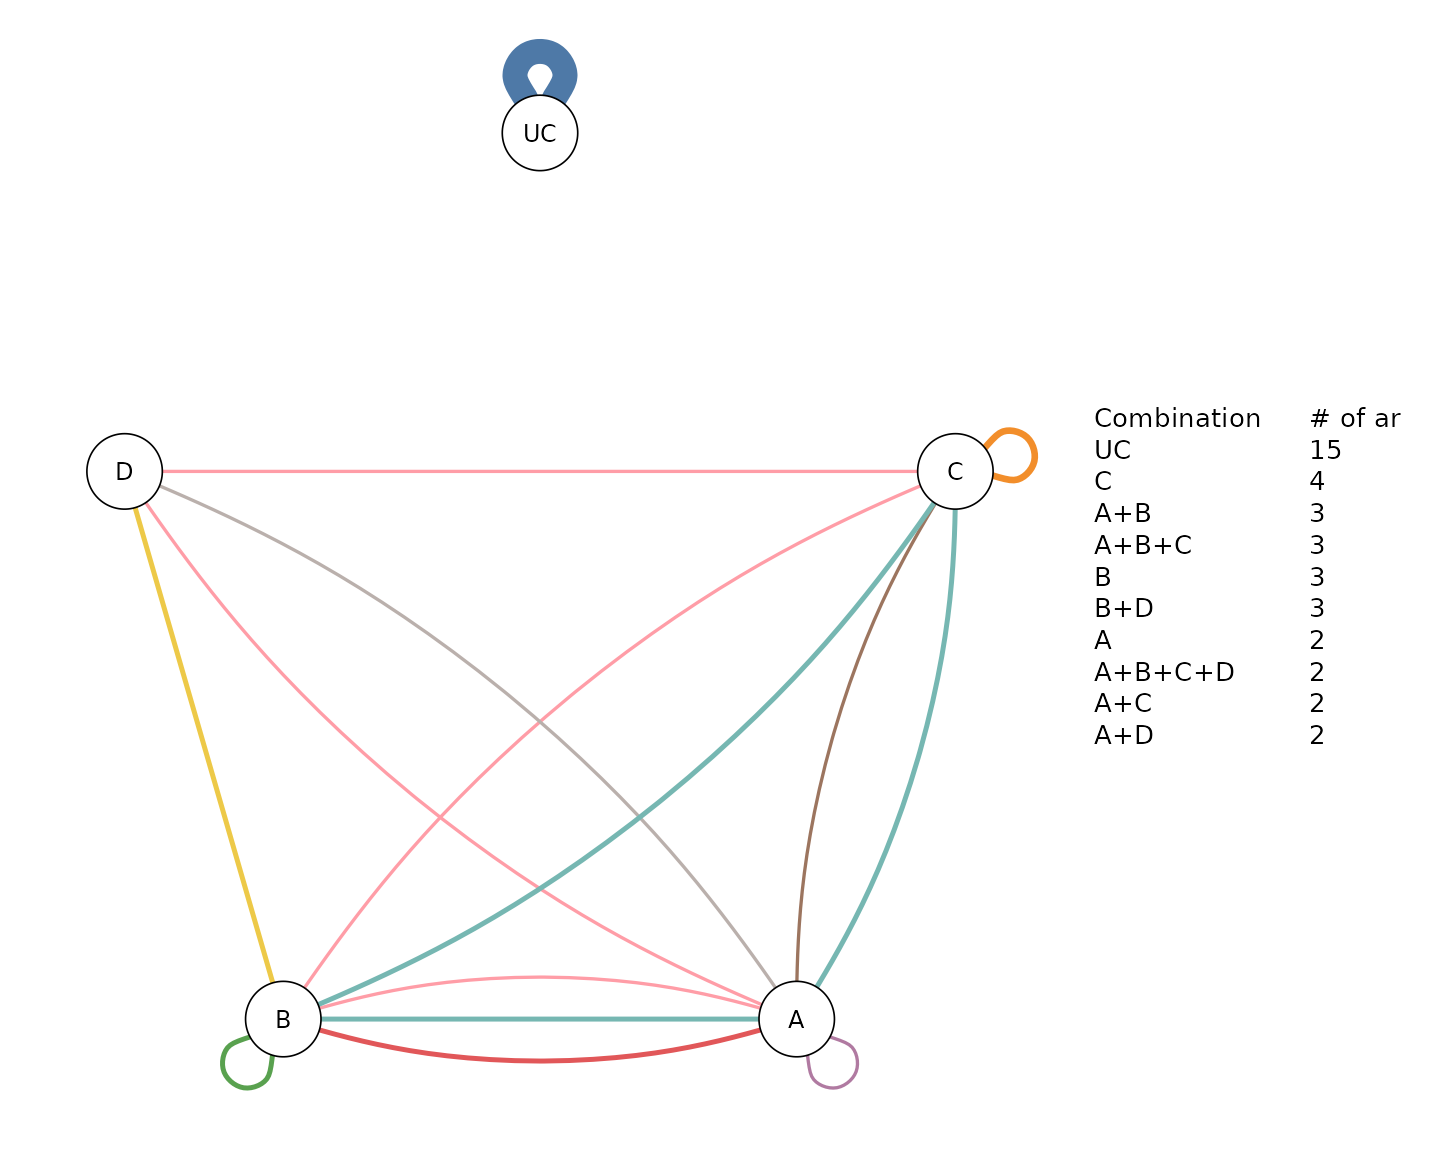 UC
D
C
B
A
Combination # of ar
UC 15
C 4
A+B 3
A+B+C 3
B 3
B+D 3
A 2
A+B+C+D 2
A+C 2
A+D 2